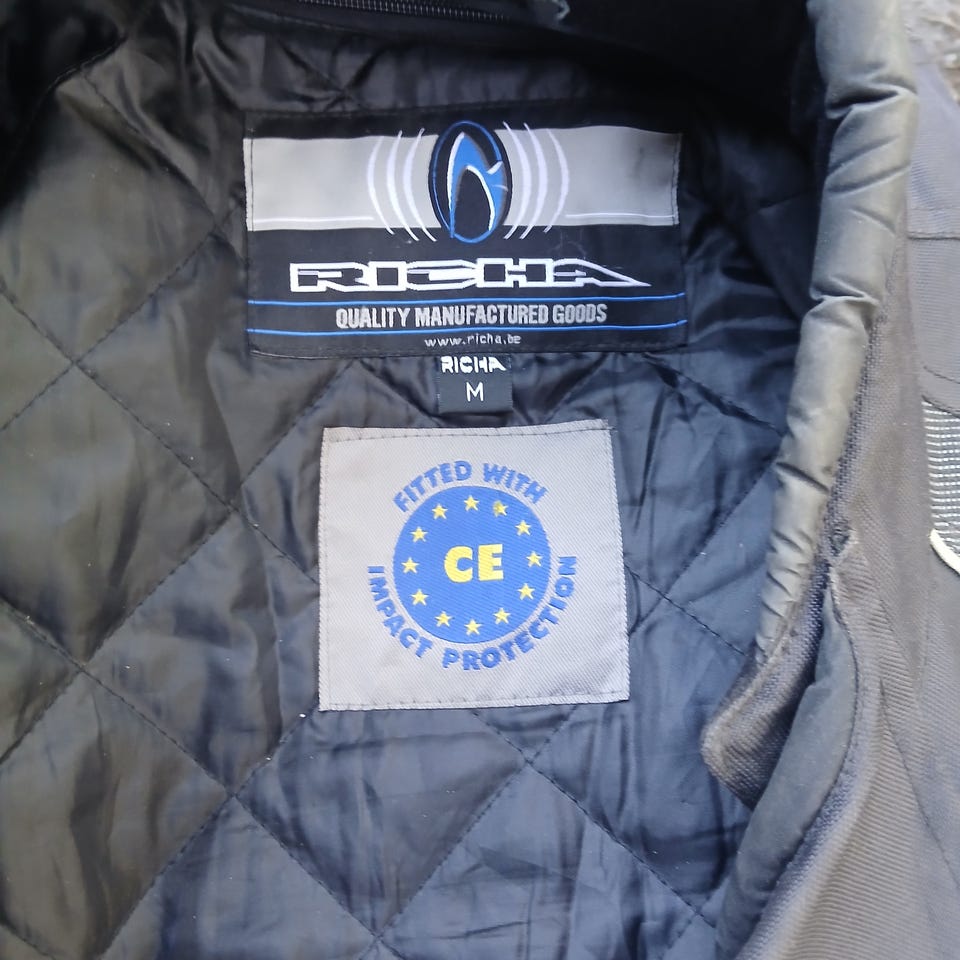 RICHA
QUALITY MANUFACTURED GOODS
www.richa.be
RICHA
M
FITTED WITH
CE
IMPACT PROTECTION